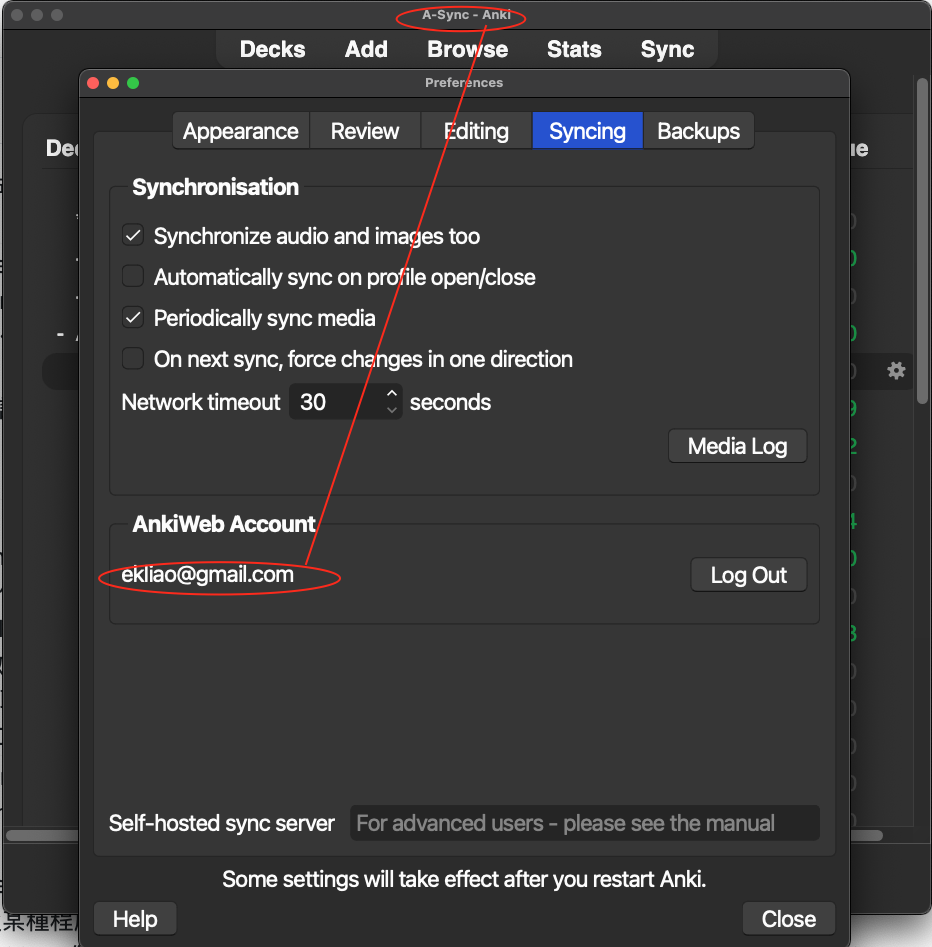 A-Sync - Anki
Decks Add Browse Stats Sync
Preferences
Appearance Review Editing Syncing Backups
Synchronisation
Synchronize audio and images too
Automatically sync on profile open/close
Periodically sync media
On next sync, force changes in one direction
Network timeout 30 seconds
Media Log
AnkiWeb Account
ekliao@gmail.com
Log Out
Self-hosted sync server For advanced users - please see the manual
Some settings will take effect after you restart Anki.
Help Close
某種程